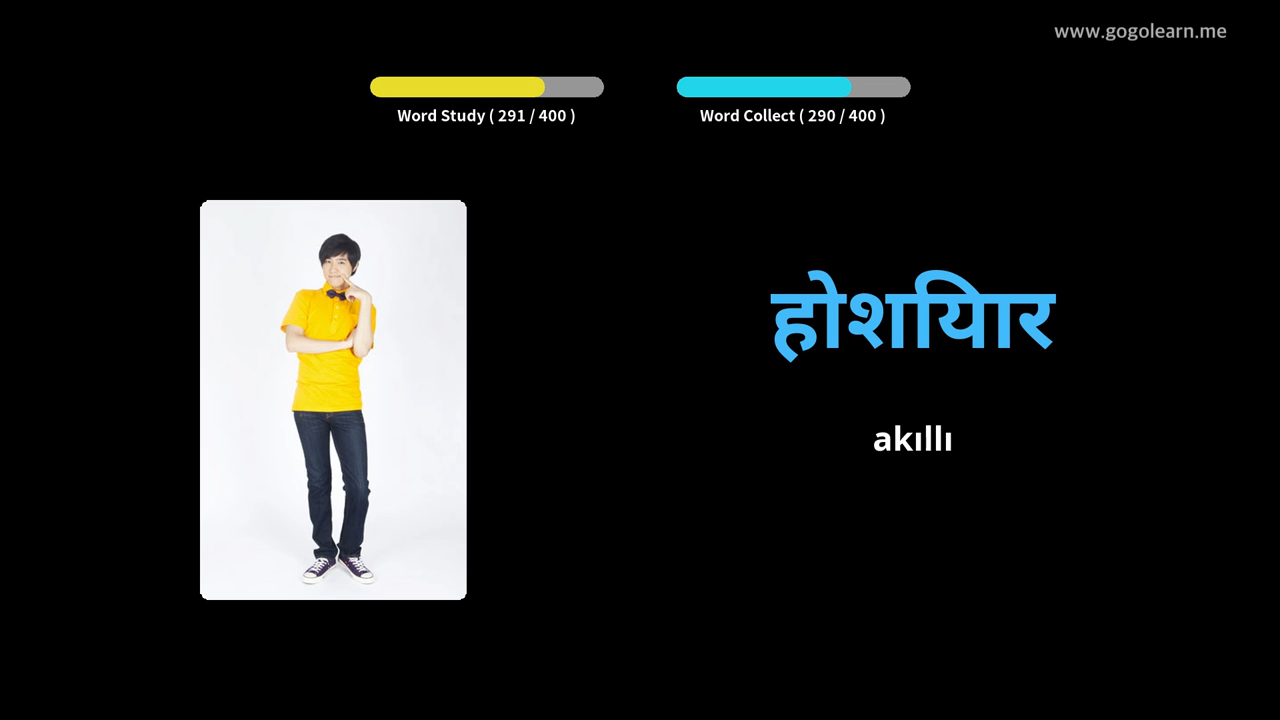 www.gogolearn.me
Word Study ( 291 / 400 )
Word Collect ( 290 / 400 )
होशियार
akıllı